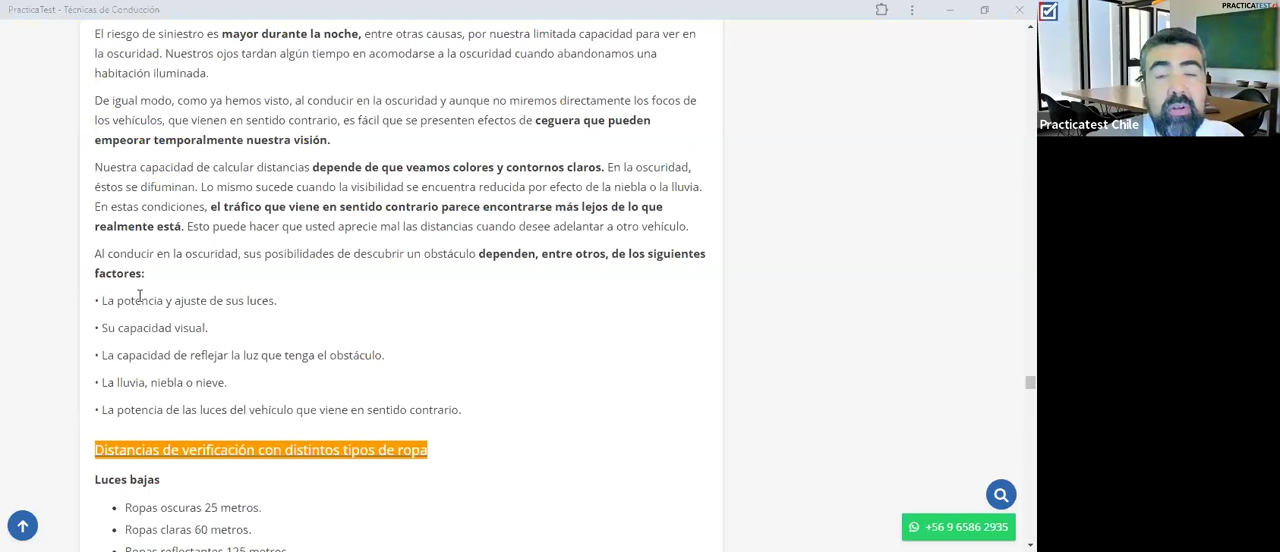 PracticaTest - Técnicas de Conducción
PRACTICATEST
El riesgo de siniestro es mayor durante la noche, entre otras causas, por nuestra limitada capacidad para ver en
la oscuridad. Nuestros ojos tardan algún tiempo en acomodarse a la oscuridad cuando abandonamos una
habitación iluminada.
De igual modo, como ya hemos visto, al conducir en la oscuridad y aunque no miremos directamente los focos de
los vehículos, que vienen en sentido contrario, es fácil que se presenten efectos de ceguera que pueden
empeorar temporalmente nuestra visión.
Practicatest Chile
Nuestra capacidad de calcular distancias depende de que veamos colores y contornos claros. En la oscuridad,
éstos se difuminan. Lo mismo sucede cuando la visibilidad se encuentra reducida por efecto de la niebla o la lluvia.
En estas condiciones, el tráfico que viene en sentido contrario parece encontrarse más lejos de lo que
realmente está. Esto puede hacer que usted aprecie mal las distancias cuando desee adelantar a otro vehículo.
Al conducir en la oscuridad, sus posibilidades de descubrir un obstáculo dependen, entre otros, de los siguientes
factores:
• La potencia y ajuste de sus luces.
• Su capacidad visual.
• La capacidad de reflejar la luz que tenga el obstáculo.
• La lluvia, niebla o nieve.
• La potencia de las luces del vehículo que viene en sentido contrario.
Distancias de verificación con distintos tipos de ropa
Luces bajas
• Ropas oscuras 25 metros.
• Ropas claras 60 metros.
• Ropas reflectantes 125 metros
+56 9 6586 2935